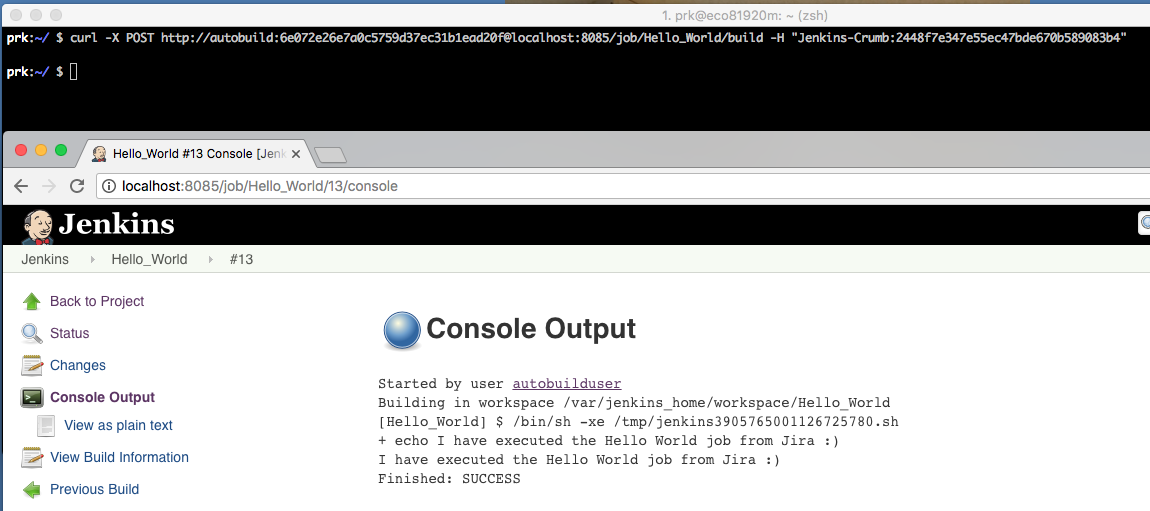 1. prk@eco81920m: ~ (zsh)
prk:~/ $ curl -X POST http://autobuild:6e072e26e7a0c5759d37ec31b1ead20f@localhost:8085/job/Hello_World/build -H "Jenkins-Crumb:2448f7e347e55ec47bde670b589083b4"
prk:~/ $
Hello_World #13 Console [Jenk
localhost:8085/job/Hello_World/13/console
Jenkins
Jenkins Hello_World #13
Back to Project
Status
Changes
Console Output
View as plain text
View Build Information
Previous Build
Console Output
Started by user autobuilduser
Building in workspace /var/jenkins_home/workspace/Hello_World
[Hello_World] $ /bin/sh -xe /tmp/jenkins3905765001126725780.sh
+ echo I have executed the Hello World job from Jira :)
I have executed the Hello World job from Jira :)
Finished: SUCCESS